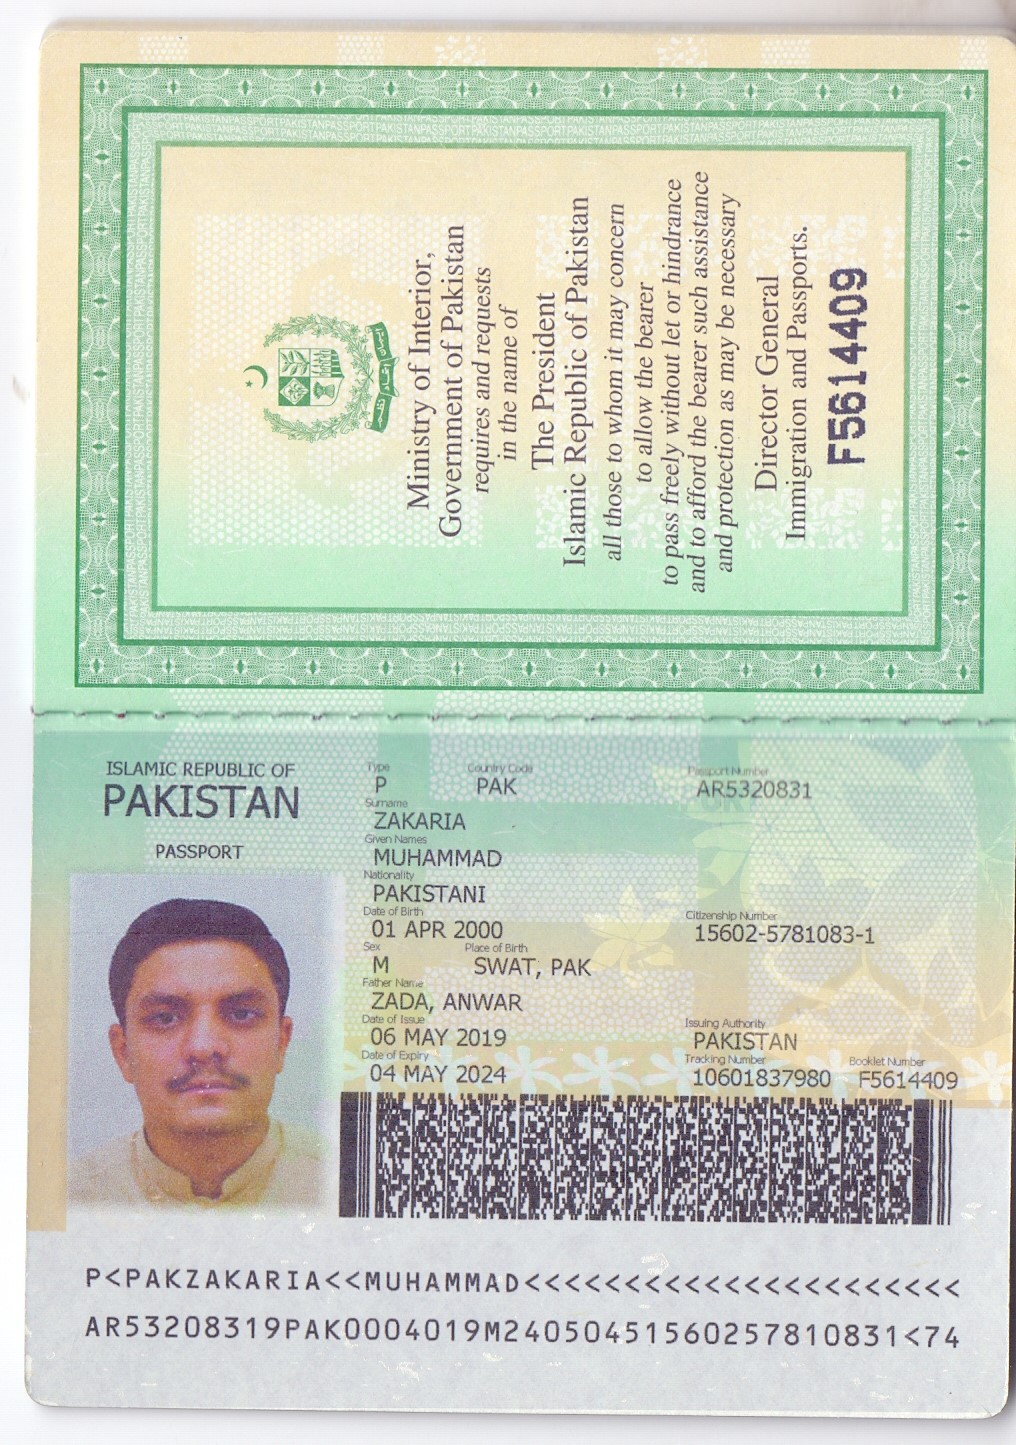 Ministry of Interior,
Government of Pakistan
requires and requests
in the name of
The President
Islamic Republic of Pakistan
all those to whom it may concern
to allow the bearer
to pass freely without let or hindrance
and to afford the bearer such assistance
and protection as may be necessary
Director General
Immigration and Passports.
F5614409
ISLAMIC REPUBLIC OF
PAKISTAN
PASSPORT
Type Country Code Passport Number
P PAK AR5320831
Surname
ZAKARIA
Given Names
MUHAMMAD
Nationality
PAKISTANI
Date of Birth Citizenship Number
01 APR 2000 15602-5781083-1
Sex Place of Birth
M SWAT, PAK
Father Name
ZADA, ANWAR
Date of Issue Issuing Authority
06 MAY 2019 PAKISTAN
Date of Expiry Tracking Number Booklet Number
04 MAY 2024 10601837980 F5614409
P<PAKZAKARIA<<MUHAMMAD<<<<<<<<<<<<<<<<<<<<<<
AR53208319PAK0004019M2405045156025781083​1<74